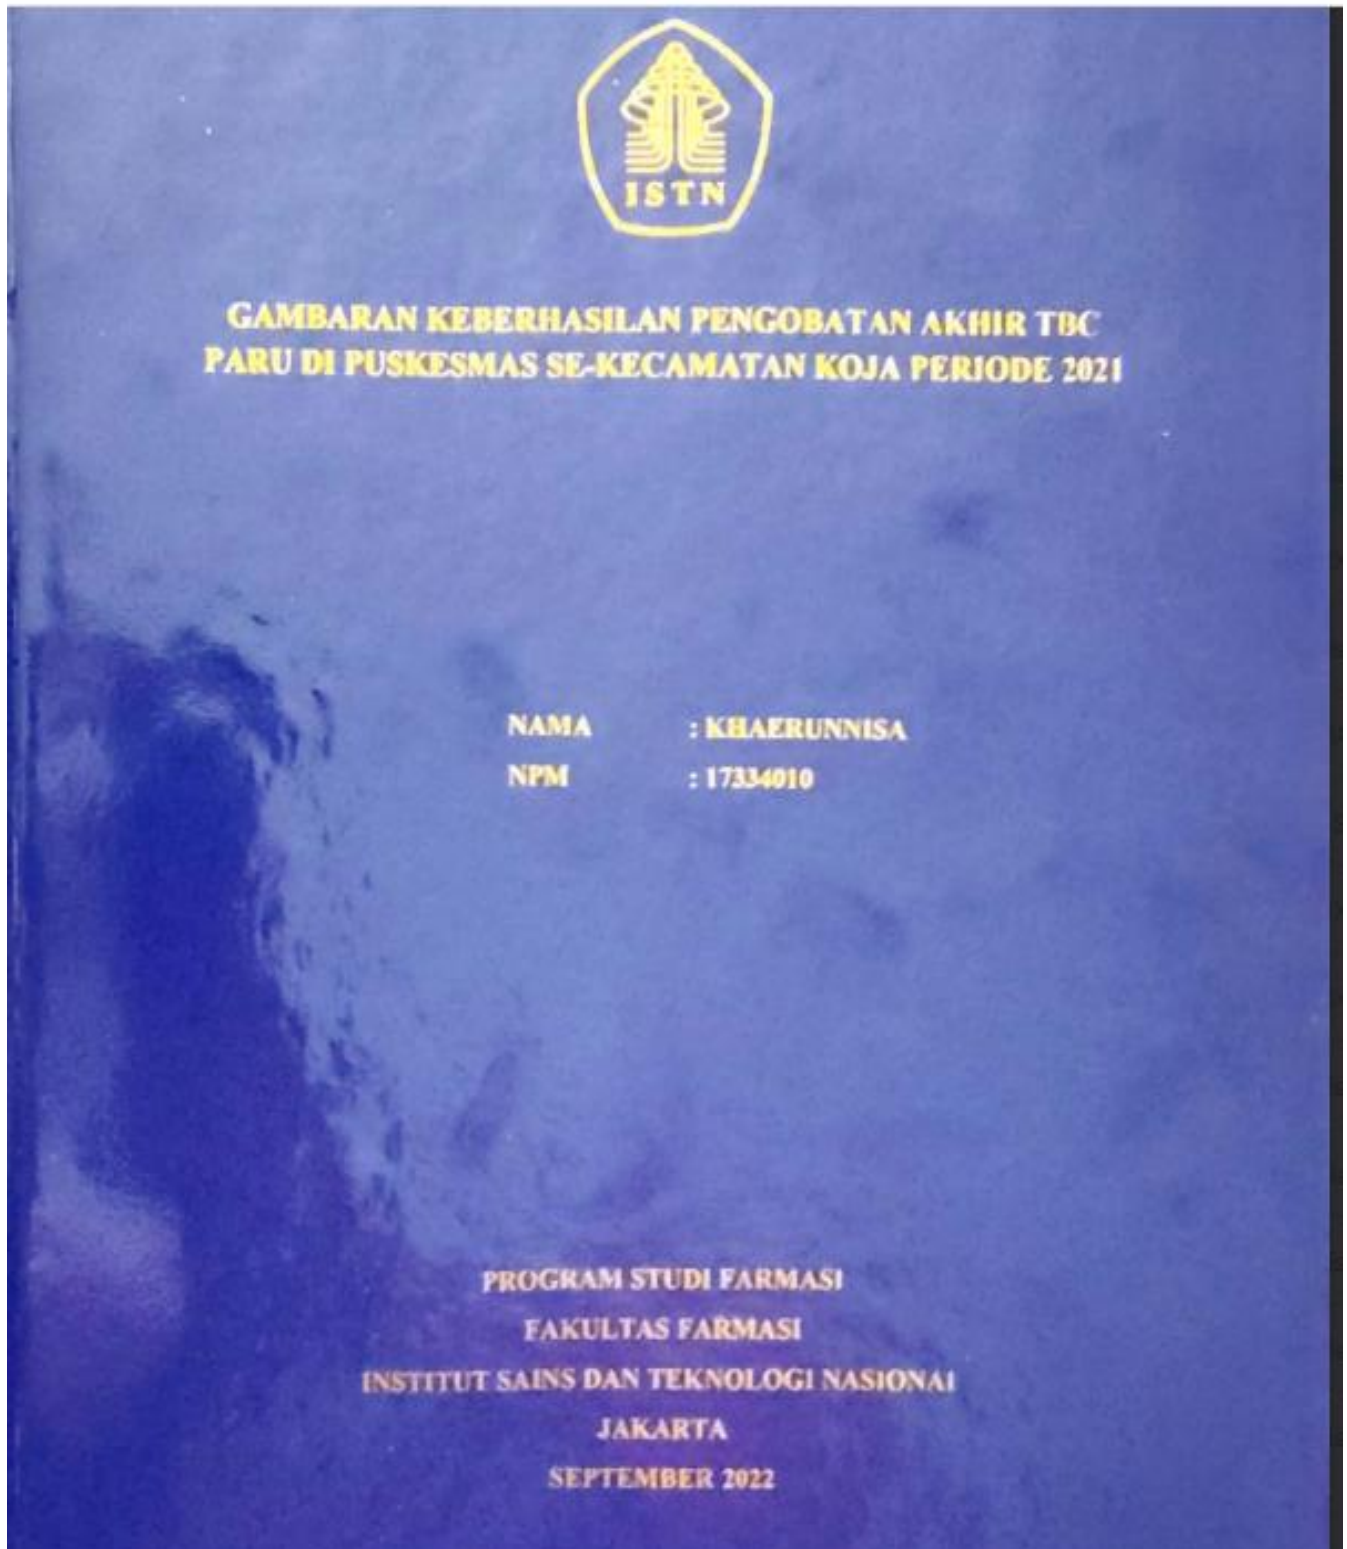 ISTN
GAMBARAN KEBERHASILAN PENGOBATAN AKHIR TBC
PARU DI PUSKESMAS SE-KECAMATAN KOJA PERIODE 2021
NAMA : KHAERUNNISA
NPM : 17334010
PROGRAM STUDI FARMASI
FAKULTAS FARMASI
INSTITUT SAINS DAN TEKNOLOGI NASIONAL
JAKARTA
SEPTEMBER 2022